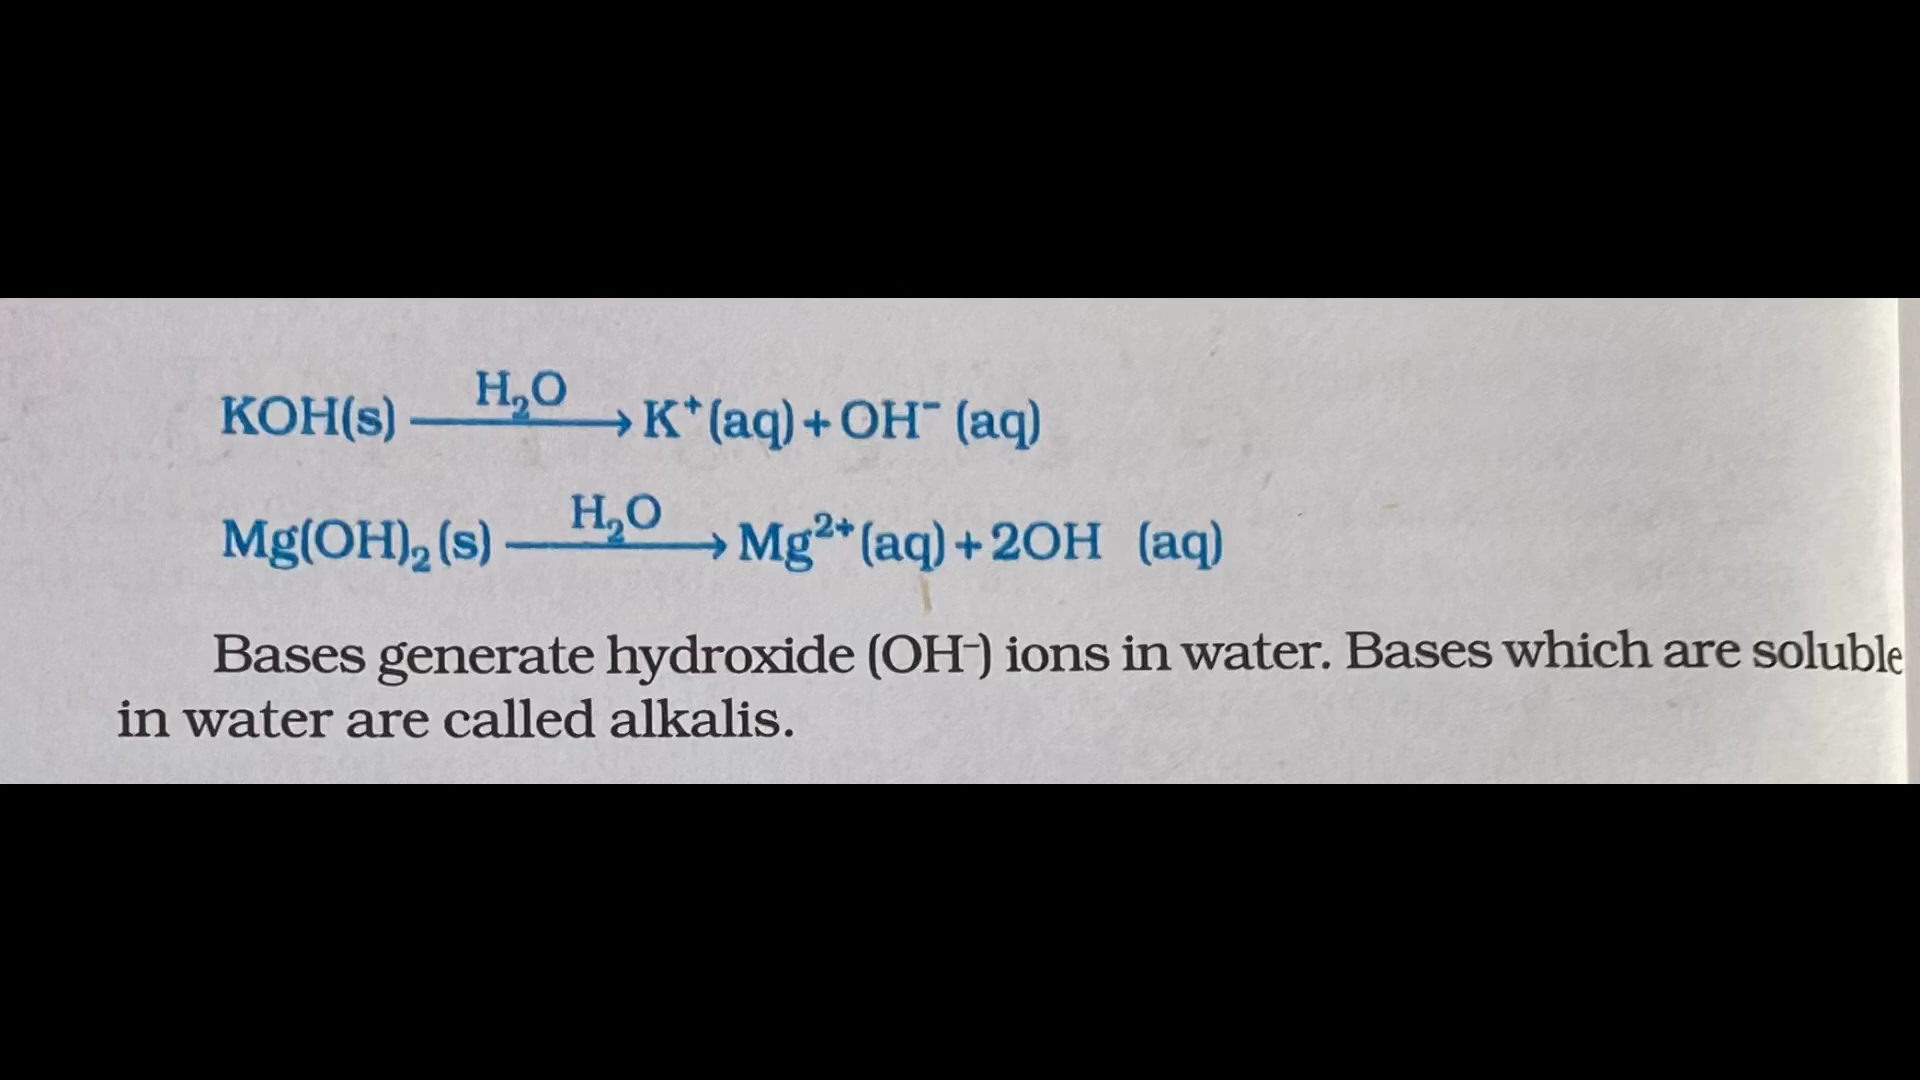 KOH(s) —H₂O→ K⁺(aq) + OH⁻ (aq)
Mg(OH)₂(s) —H₂O→ Mg²⁺(aq) + 2OH (aq)
Bases generate hydroxide (OH⁻) ions in water. Bases which are soluble
in water are called alkalis.